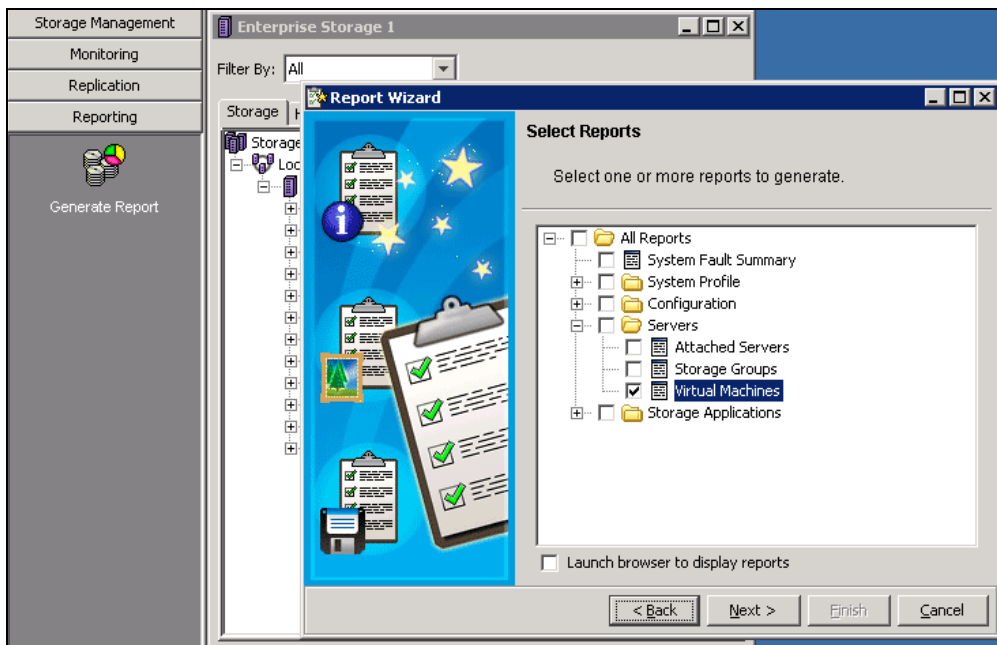 Storage Management
Monitoring
Replication
Reporting
Generate Report
Enterprise Storage 1
Filter By: All
Storage
Storage
Loc
Report Wizard
Select Reports
Select one or more reports to generate.
All Reports
System Fault Summary
System Profile
Configuration
Servers
Attached Servers
Storage Groups
Virtual Machines
Storage Applications
Launch browser to display reports
< Back Next > Finish Cancel